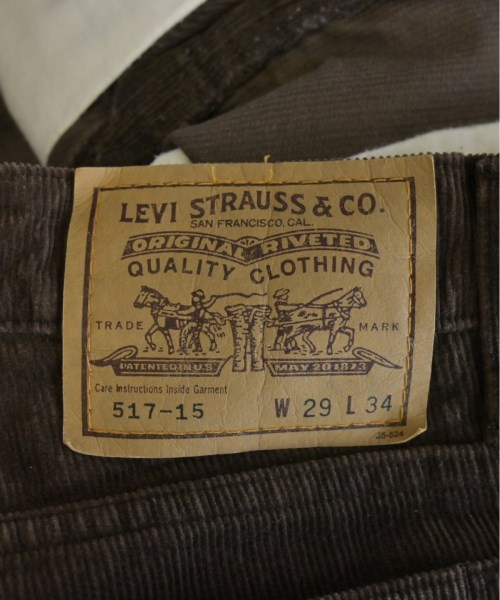 LEVI STRAUSS & CO.
SAN FRANCISCO, CAL.
ORIGINAL RIVETED
QUALITY CLOTHING
TRADE MARK
PATENTED IN U.S. MAY 20 1873
Care Instructions Inside Garment
517-15 W 29 L 34